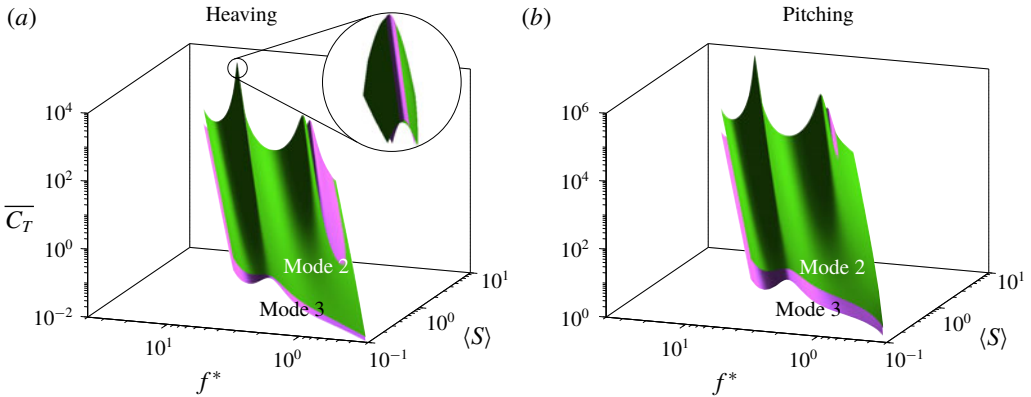 (a) Heaving
10^4
10^2
10^0
10^{-2}
\overline{C_T}
Mode 2
Mode 3
10^1
10^0
10^{-1}
f^*
10^0
10^1
⟨S⟩
(b) Pitching
10^6
10^4
10^2
10^0
Mode 2
Mode 3
10^1
10^0
10^{-1}
f^*
10^0
10^1
⟨S⟩